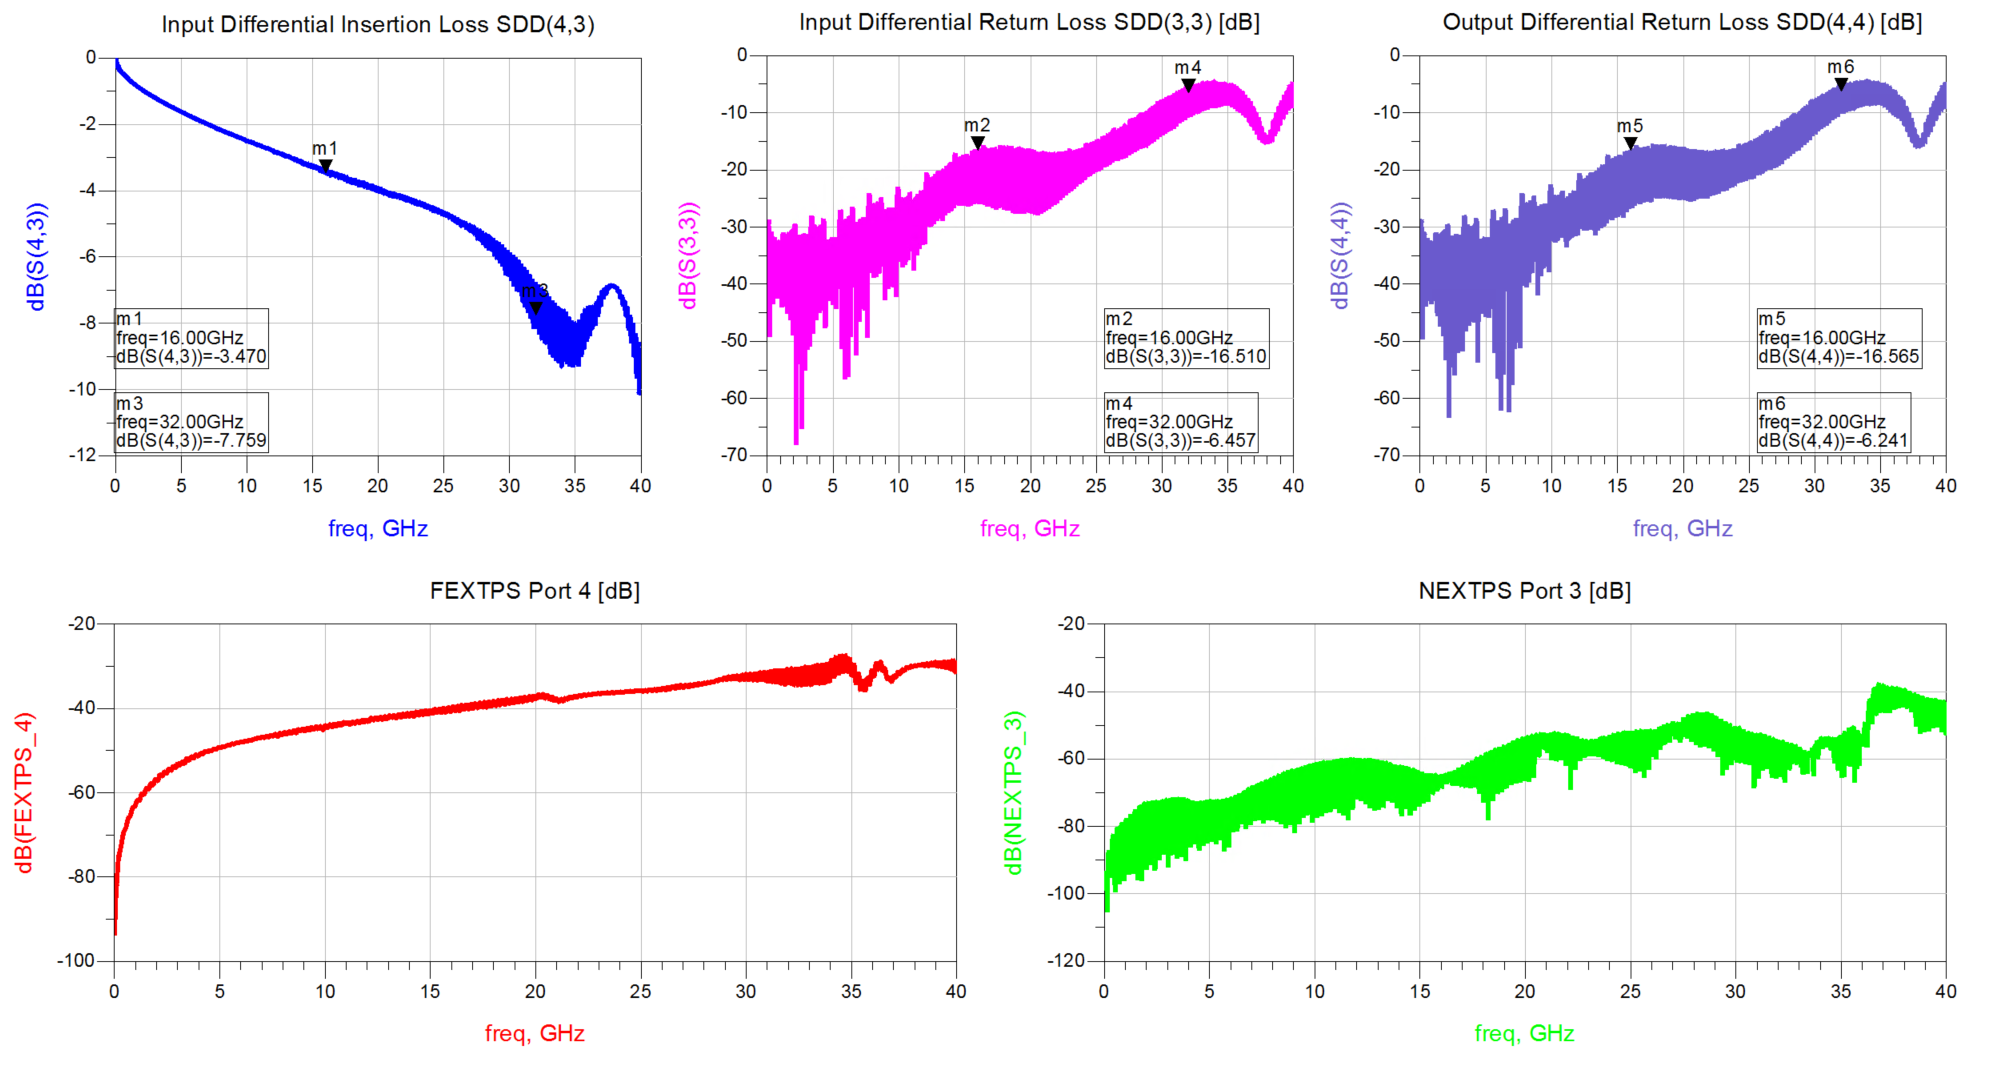 Input Differential Insertion Loss SDD(4,3)
0
-2
-4
-6
-8
-10
-12
dB(S(4,3))
m1
m3
m1
freq=16.00GHz
dB(S(4,3))=-3.470
m3
freq=32.00GHz
dB(S(4,3))=-7.759
0 5 10 15 20 25 30 35 40
freq, GHz
Input Differential Return Loss SDD(3,3) [dB]
0
-10
-20
-30
-40
-50
-60
-70
dB(S(3,3))
m2
m4
m2
freq=16.00GHz
dB(S(3,3))=-16.510
m4
freq=32.00GHz
dB(S(3,3))=-6.457
0 5 10 15 20 25 30 35 40
freq, GHz
Output Differential Return Loss SDD(4,4) [dB]
0
-10
-20
-30
-40
-50
-60
-70
dB(S(4,4))
m5
m6
m5
freq=16.00GHz
dB(S(4,4))=-16.565
m6
freq=32.00GHz
dB(S(4,4))=-6.241
0 5 10 15 20 25 30 35 40
freq, GHz
FEXTPS Port 4 [dB]
-20
-40
-60
-80
-100
dB(FEXTPS_4)
0 5 10 15 20 25 30 35 40
freq, GHz
NEXTPS Port 3 [dB]
-20
-40
-60
-80
-100
-120
dB(NEXTPS_3)
0 5 10 15 20 25 30 35 40
freq, GHz